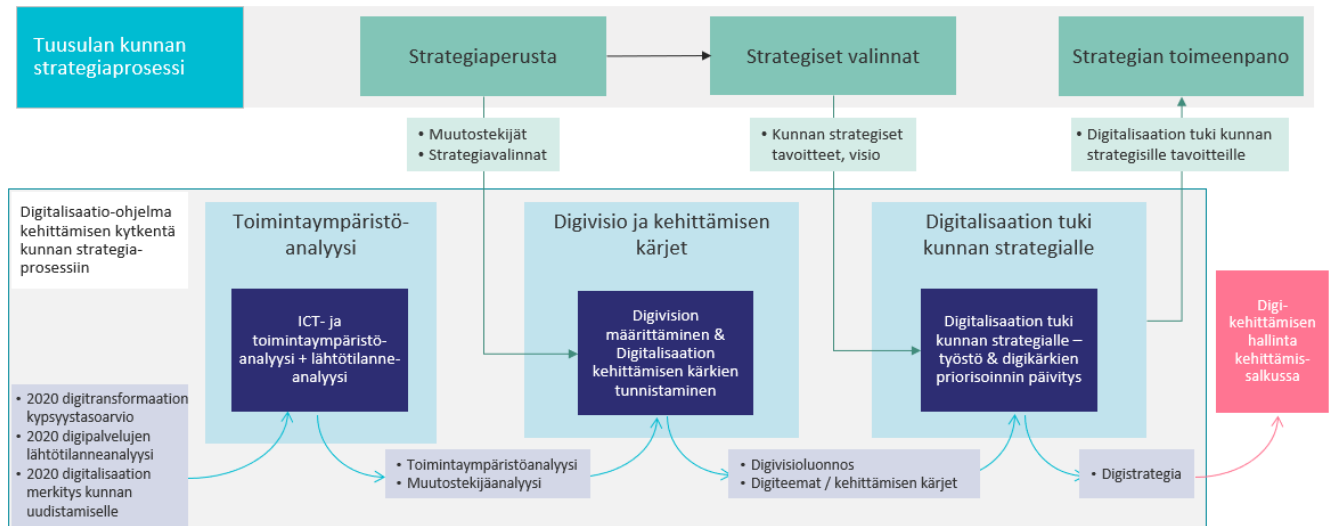 Tuusulan kunnan
strategiaprosessi
Strategiaperusta
Strategiset valinnat
Strategian toimeenpano
• Muutostekijät
• Strategiavalinnat
• Kunnan strategiset
tavoitteet, visio
• Digitalisaation tuki kunnan
strategisille tavoitteille
Digitalisaatio-ohjelma
kehittämisen kytkentä
kunnan strategia-
prosessiin
Toimintaympäristö-
analyysi
Digivisio ja kehittämisen
kärjet
Digitalisaation tuki
kunnan strategialle
ICT- ja
toimintaympäristö-
analyysi + lähtötilanne-
analyysi
Digivision
määrittäminen &
Digitalisaation
kehittämisen kärkien
tunnistaminen
Digitalisaation tuki
kunnan strategialle –
työstö & digikärkien
priorisoinnin päivitys
Digi-
kehittämisen
hallinta
kehittämis-
salkussa
• 2020 digitransformaation
kypsyystasoarvio
• 2020 digipalvelujen
lähtötilanneanalyysi
• 2020 digitalisaation
merkitys kunnan
uudistamiselle
• Toimintaympäristöanalyysi
• Muutostekijäanalyysi
• Digivisioluonnos
• Digiteemat / kehittämisen kärjet
• Digistrategia